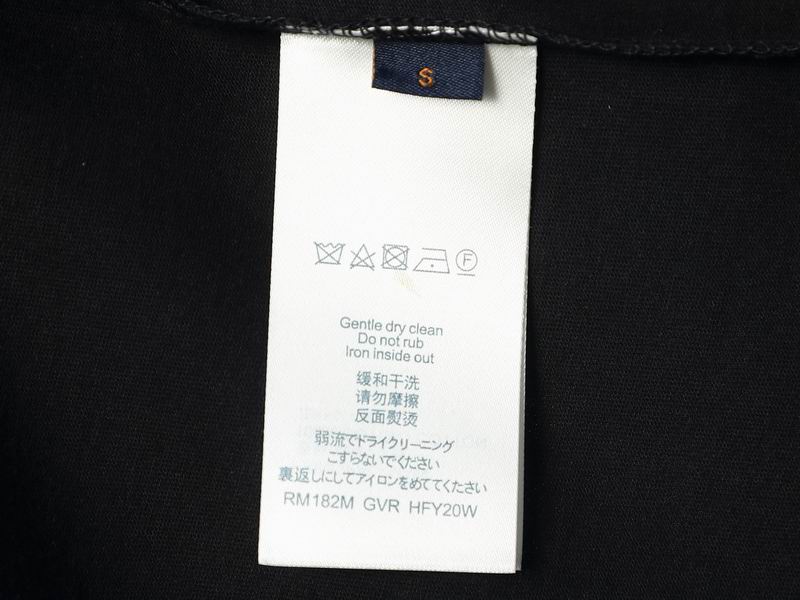 S
F
Gentle dry clean
Do not rub
Iron inside out
缓和干洗
请勿摩擦
反面熨烫
弱流でドライクリーニング
こすらないでください
裏返しにしてアイロンをめててください
RM182M GVR HFY20W